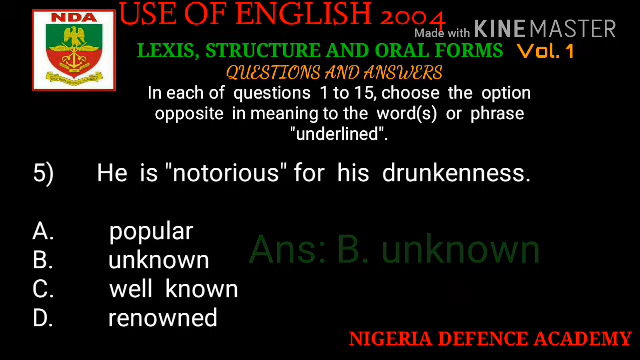 USE OF ENGLISH 2004
Made with KINEMASTER
NDA
LEXIS, STRUCTURE AND ORAL FORMS Vol. 1
QUESTIONS AND ANSWERS
In each of questions 1 to 15, choose the option
opposite in meaning to the word(s) or phrase
"underlined".
5) He is "notorious" for his drunkenness.
A. popular
B. unknown
C. well known
D. renowned
Ans: B. unknown
NIGERIA DEFENCE ACADEMY